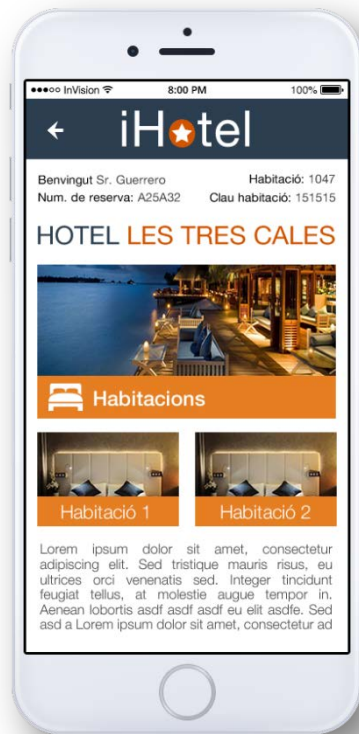 InVision 8:00 PM 100%
iHotel
Benvingut Sr. Guerrero Habitació: 1047
Num. de reserva: A25A32 Clau habitació: 151515
HOTEL LES TRES CALES
Habitacions
Habitació 1 Habitació 2
Lorem ipsum dolor sit amet, consectetur
adipiscing elit. Sed tristique mauris risus, eu
ultrices orci venenatis sed. Integer tincidunt
feugiat tellus, at molestie augue tempor in.
Aenean lobortis asdf asdf asdf eu elit asdfe. Sed
asd a Lorem ipsum dolor sit amet, consectetur ad